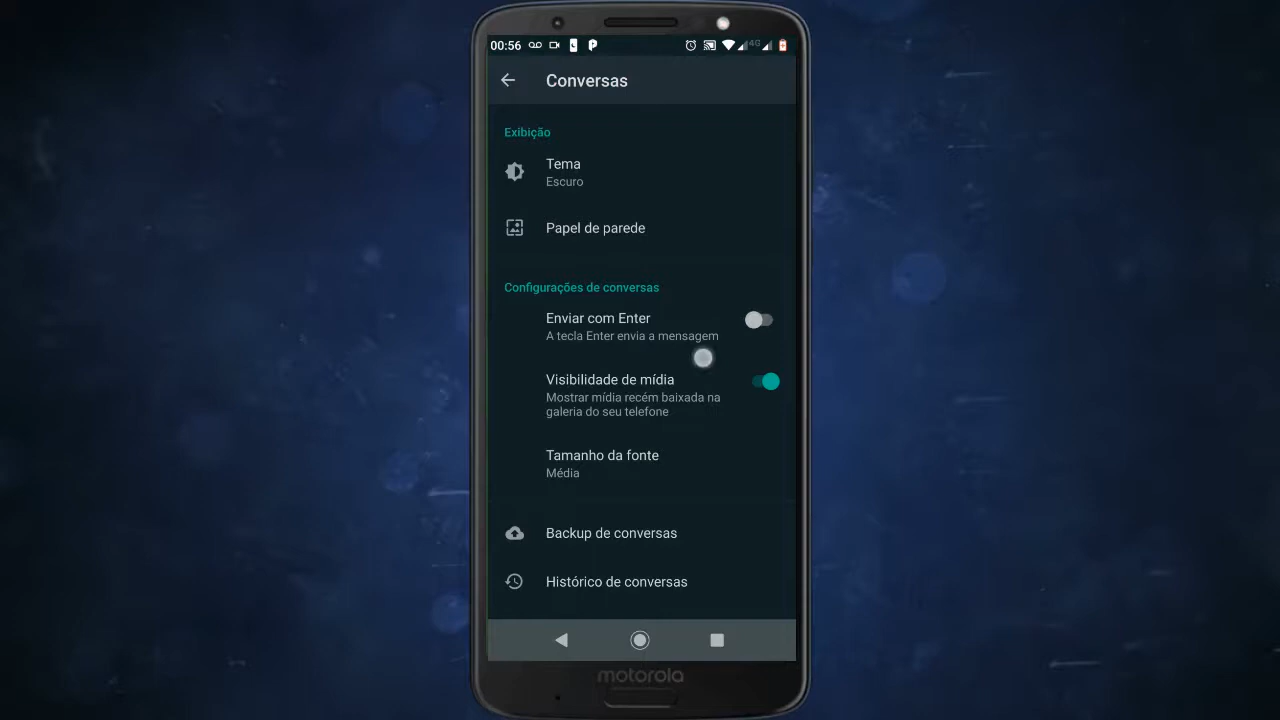 00:56 4G
Conversas
Exibição
Tema
Escuro
Papel de parede
Configurações de conversas
Enviar com Enter
A tecla Enter envia a mensagem
Visibilidade de mídia
Mostrar mídia recém baixada na
galeria do seu telefone
Tamanho da fonte
Média
Backup de conversas
Histórico de conversas
motorola